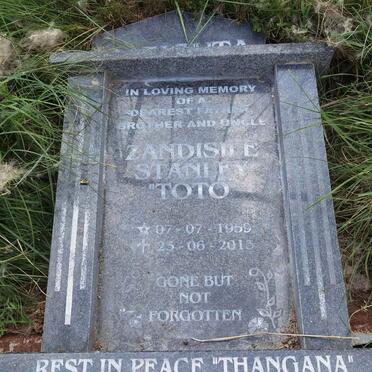 IN LOVING MEMORY
OF A
DEAREST
BROTHER AND UNCLE
ZANDISILE
STANLEY
"TOTO"
☆ 07-07-1959
✝ 25-06-2015
GONE BUT
NOT
FORGOTTEN
REST IN PEACE "THANGANA"